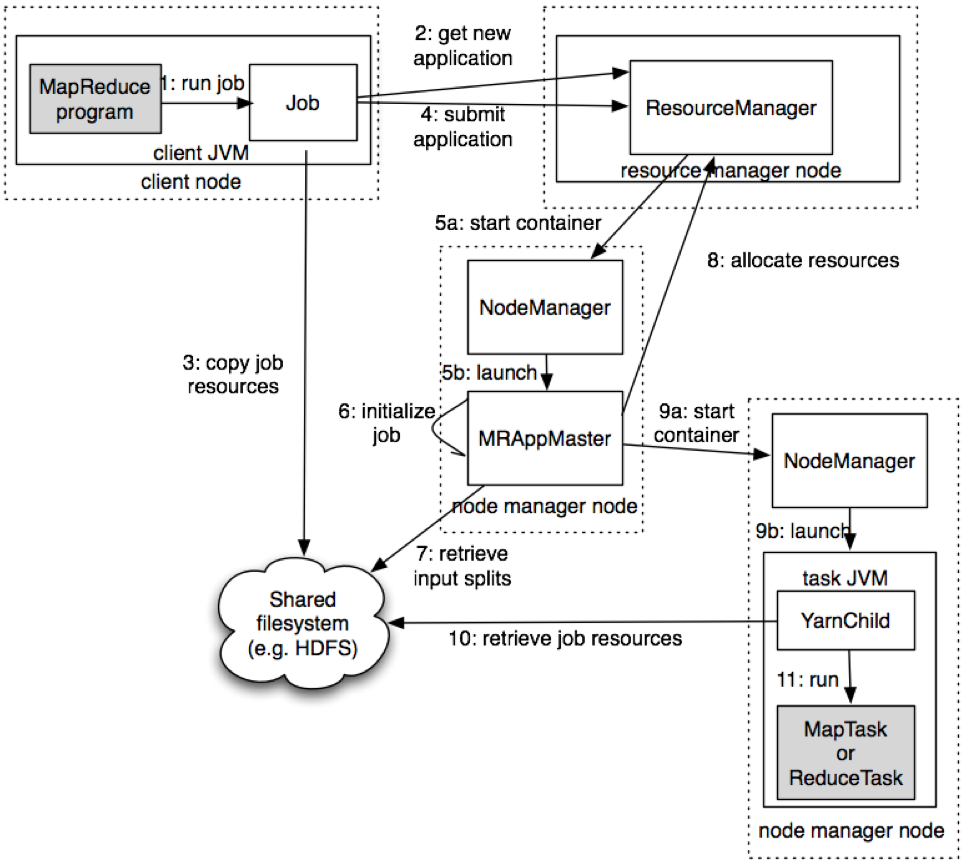 2: get new
application
MapReduce
program
1: run job
Job
ResourceManager
4: submit
application
client JVM
client node
resource manager node
5a: start container
8: allocate resources
NodeManager
3: copy job
resources
5b: launch
6: initialize
job
MRAppMaster
9a: start
container
NodeManager
node manager node
9b: launch
7: retrieve
input splits
task JVM
Shared
filesystem
(e.g. HDFS)
YarnChild
10: retrieve job resources
11: run
MapTask
or
ReduceTask
node manager node